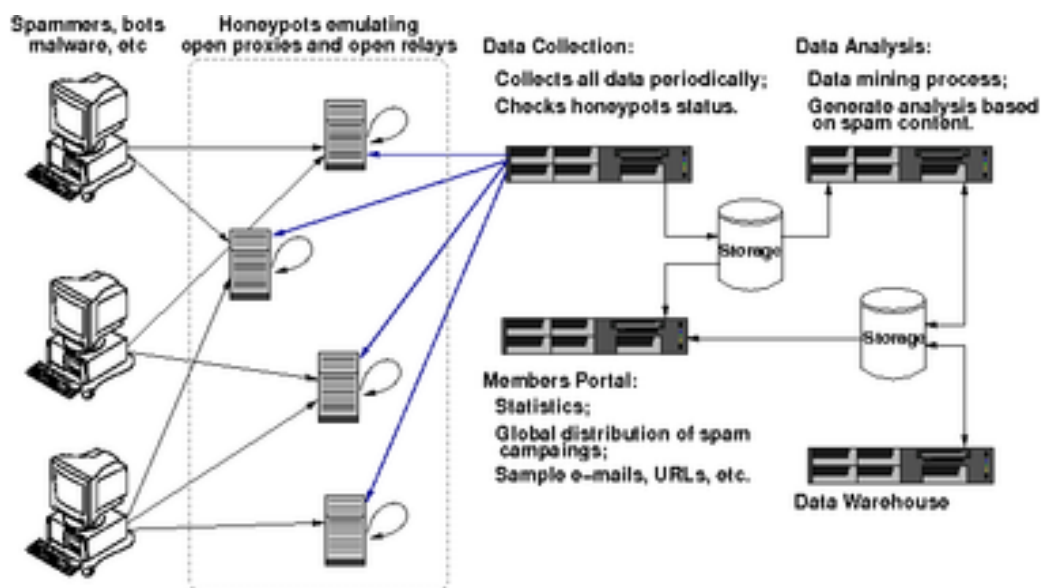 Spammers, bots
malware, etc
Honeypots emulating
open proxies and open relays
Data Collection:
Collects all data periodically;
Checks honeypots status.
Data Analysis:
Data mining process;
Generate analysis based
on spam content.
Storage
Storage
Members Portal:
Statistics;
Global distribution of spam
campaings;
Sample e-mails, URLs, etc.
Data Warehouse